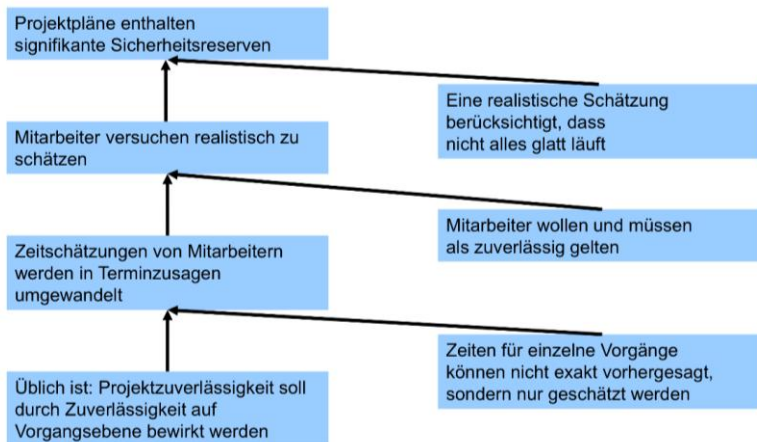 Projektpläne enthalten
signifikante Sicherheitsreserven
Eine realistische Schätzung
berücksichtigt, dass
nicht alles glatt läuft
Mitarbeiter versuchen realistisch zu
schätzen
Mitarbeiter wollen und müssen
als zuverlässig gelten
Zeitschätzungen von Mitarbeitern
werden in Terminzusagen
umgewandelt
Zeiten für einzelne Vorgänge
können nicht exakt vorhergesagt,
sondern nur geschätzt werden
Üblich ist: Projektzuverlässigkeit soll
durch Zuverlässigkeit auf
Vorgangsebene bewirkt werden